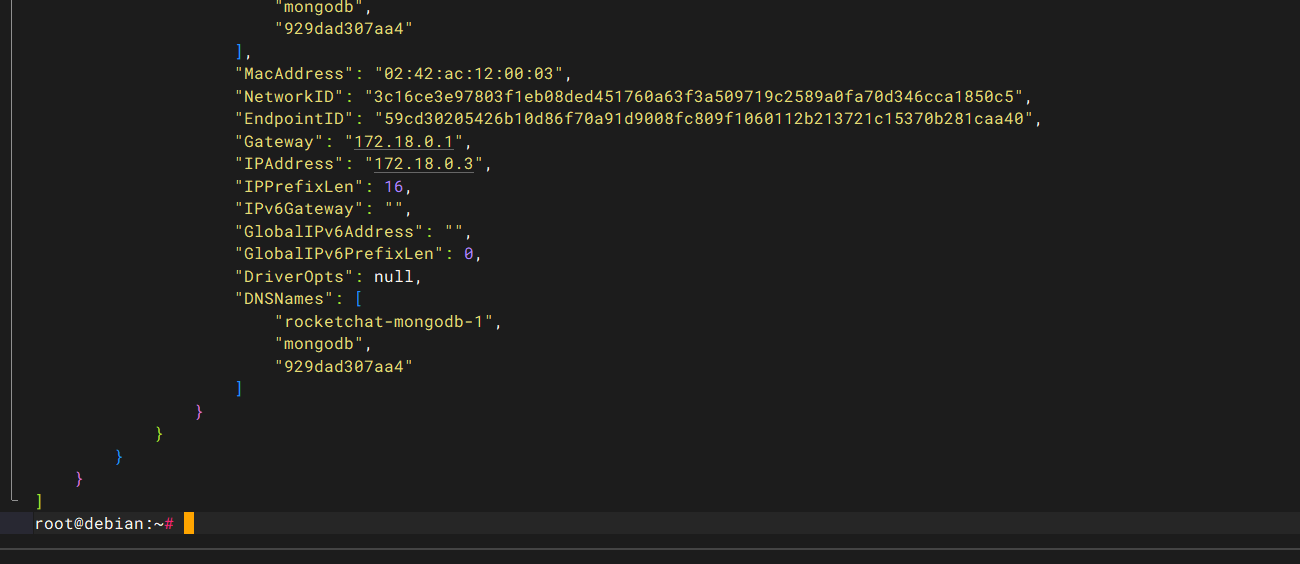 "mongodb",
"929dad307aa4"
],
"MacAddress": "02:42:ac:12:00:03",
"NetworkID": "3c16ce3e97803f1eb08ded451760a63f3a509719c2589a0fa70d346cca1850c5",
"EndpointID": "59cd30205426b10d86f70a91d9008fc809f1060112b213721c15370b281caa40",
"Gateway": "172.18.0.1",
"IPAddress": "172.18.0.3",
"IPPrefixLen": 16,
"IPv6Gateway": "",
"GlobalIPv6Address": "",
"GlobalIPv6PrefixLen": 0,
"DriverOpts": null,
"DNSNames": [
"rocketchat-mongodb-1",
"mongodb",
"929dad307aa4"
]
}
}
}
}
]
root@debian:~#